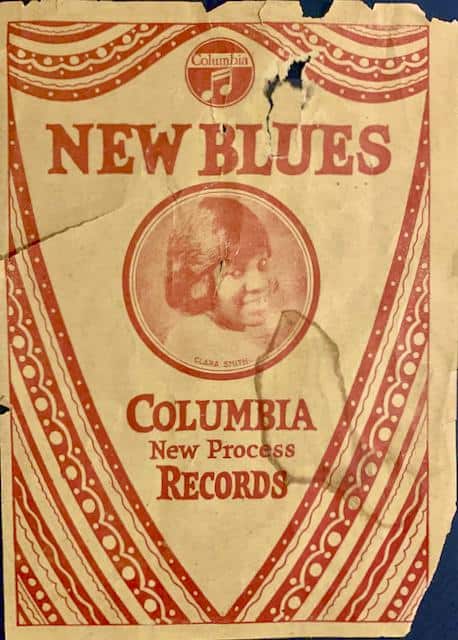 Columbia
NEW BLUES
CLARA SMITH
COLUMBIA
New Process
RECORDS